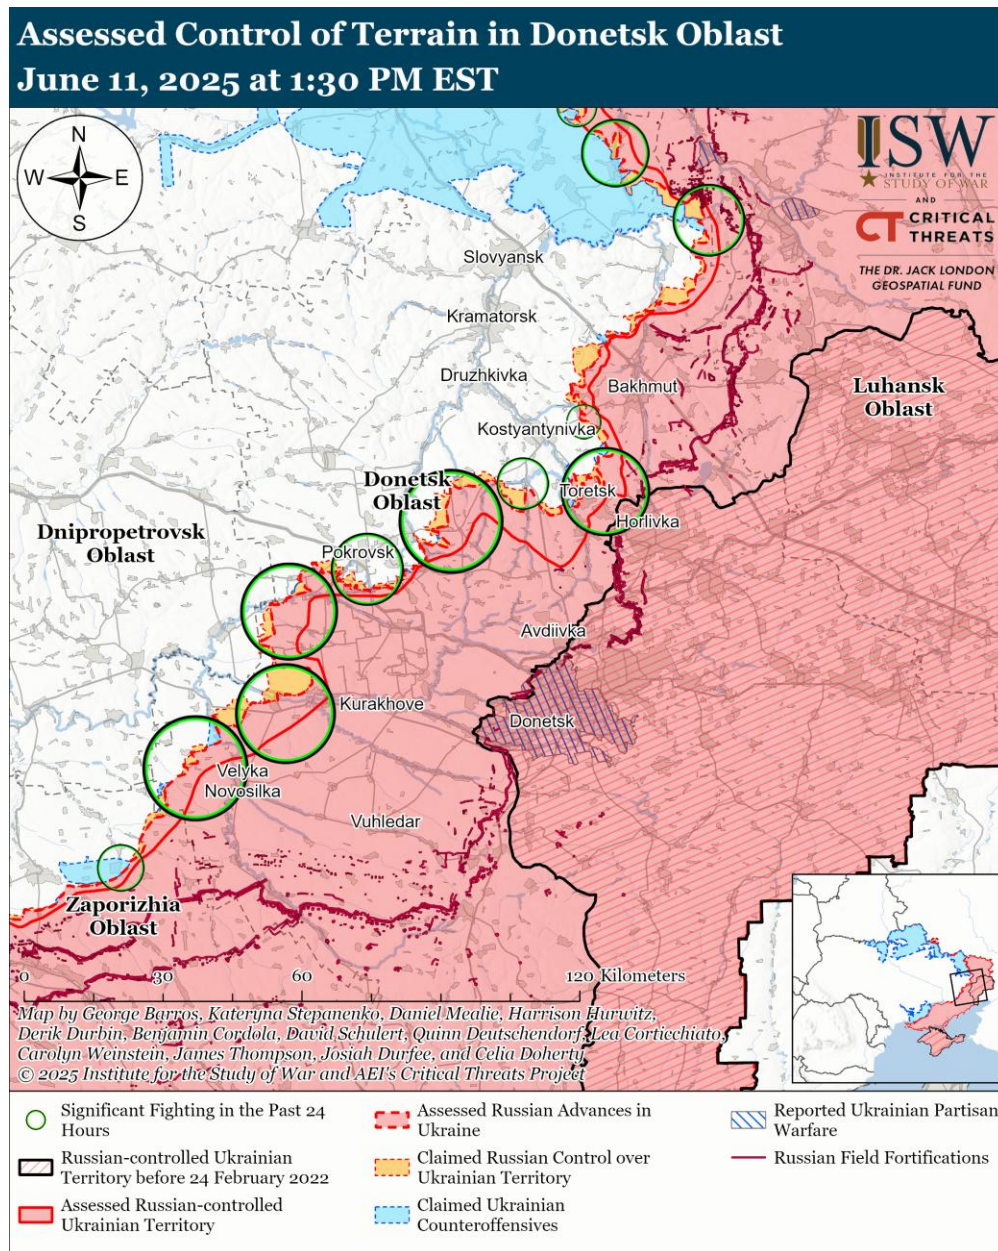 Assessed Control of Terrain in Donetsk Oblast
June 11, 2025 at 1:30 PM EST
N
W
E
S
ISW
INSTITUTE FOR THE
STUDY OF WAR
AND
CT CRITICAL
THREATS
THE DR. JACK LONDON
GEOSPATIAL FUND
Slovyansk
Kramatorsk
Druzhkivka
Bakhmut
Luhansk
Oblast
Kostyantynivka
Donetsk
Oblast
Toretsk
Horlivka
Dnipropetrovsk
Oblast
Pokrovsk
Avdiivka
Kurakhove
Donetsk
Velyka
Novosilka
Vuhledar
Zaporizhia
Oblast
0 30 60 120 Kilometers
Map by George Barros, Kateryna Stepanenko, Daniel Mealie, Harrison Hurwitz,
Derik Durbin, Benjamin Cordola, David Schulert, Quinn Deutschendorf, Lea Corticchiato,
Carolyn Weinstein, James Thompson, Josiah Durfee, and Celia Doherty
© 2025 Institute for the Study of War and AEI's Critical Threats Project
Significant Fighting in the Past 24
Hours
Russian-controlled Ukrainian
Territory before 24 February 2022
Assessed Russian-controlled
Ukrainian Territory
Assessed Russian Advances in
Ukraine
Claimed Russian Control over
Ukrainian Territory
Claimed Ukrainian
Counteroffensives
Reported Ukrainian Partisan
Warfare
Russian Field Fortifications